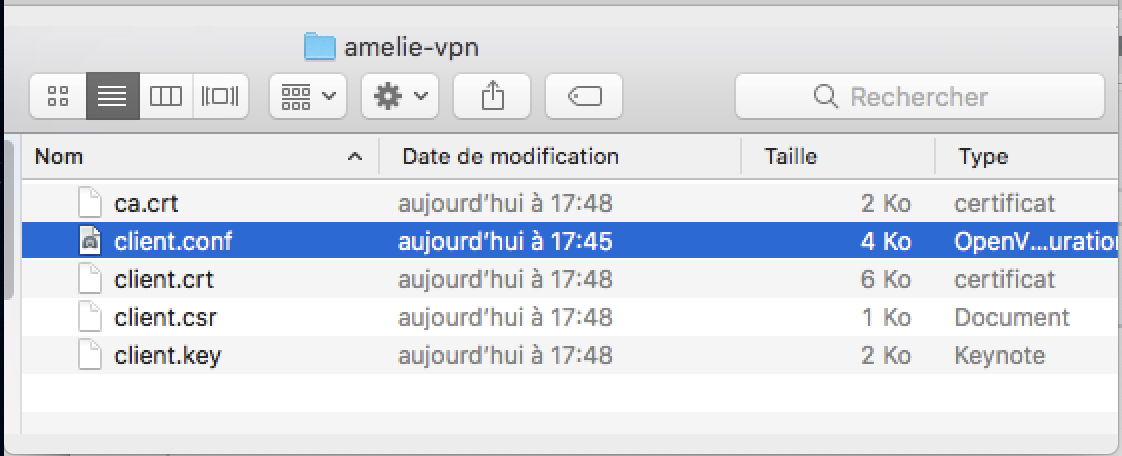 amelie-vpn
Rechercher
Nom Date de modification Taille Type
ca.crt aujourd'hui à 17:48 2 Ko certificat
client.conf aujourd'hui à 17:45 4 Ko OpenV...uration
client.crt aujourd'hui à 17:48 6 Ko certificat
client.csr aujourd'hui à 17:48 1 Ko Document
client.key aujourd'hui à 17:48 2 Ko Keynote